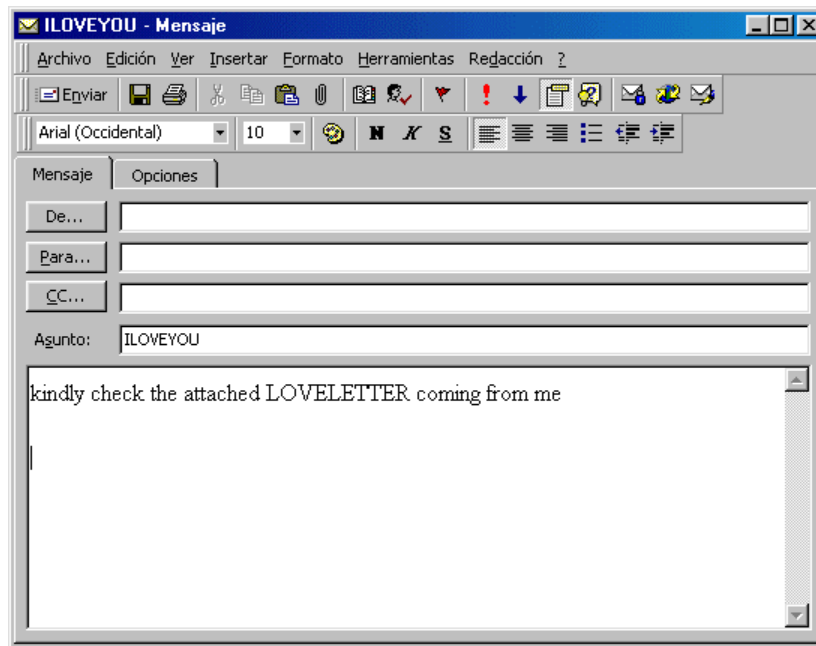 ILOVEYOU - Mensaje
Archivo Edición Ver Insertar Formato Herramientas Redacción ?
Enviar
Arial (Occidental) 10 N K S
Mensaje Opciones
De...
Para...
CC...
Asunto: ILOVEYOU
kindly check the attached LOVELETTER coming from me